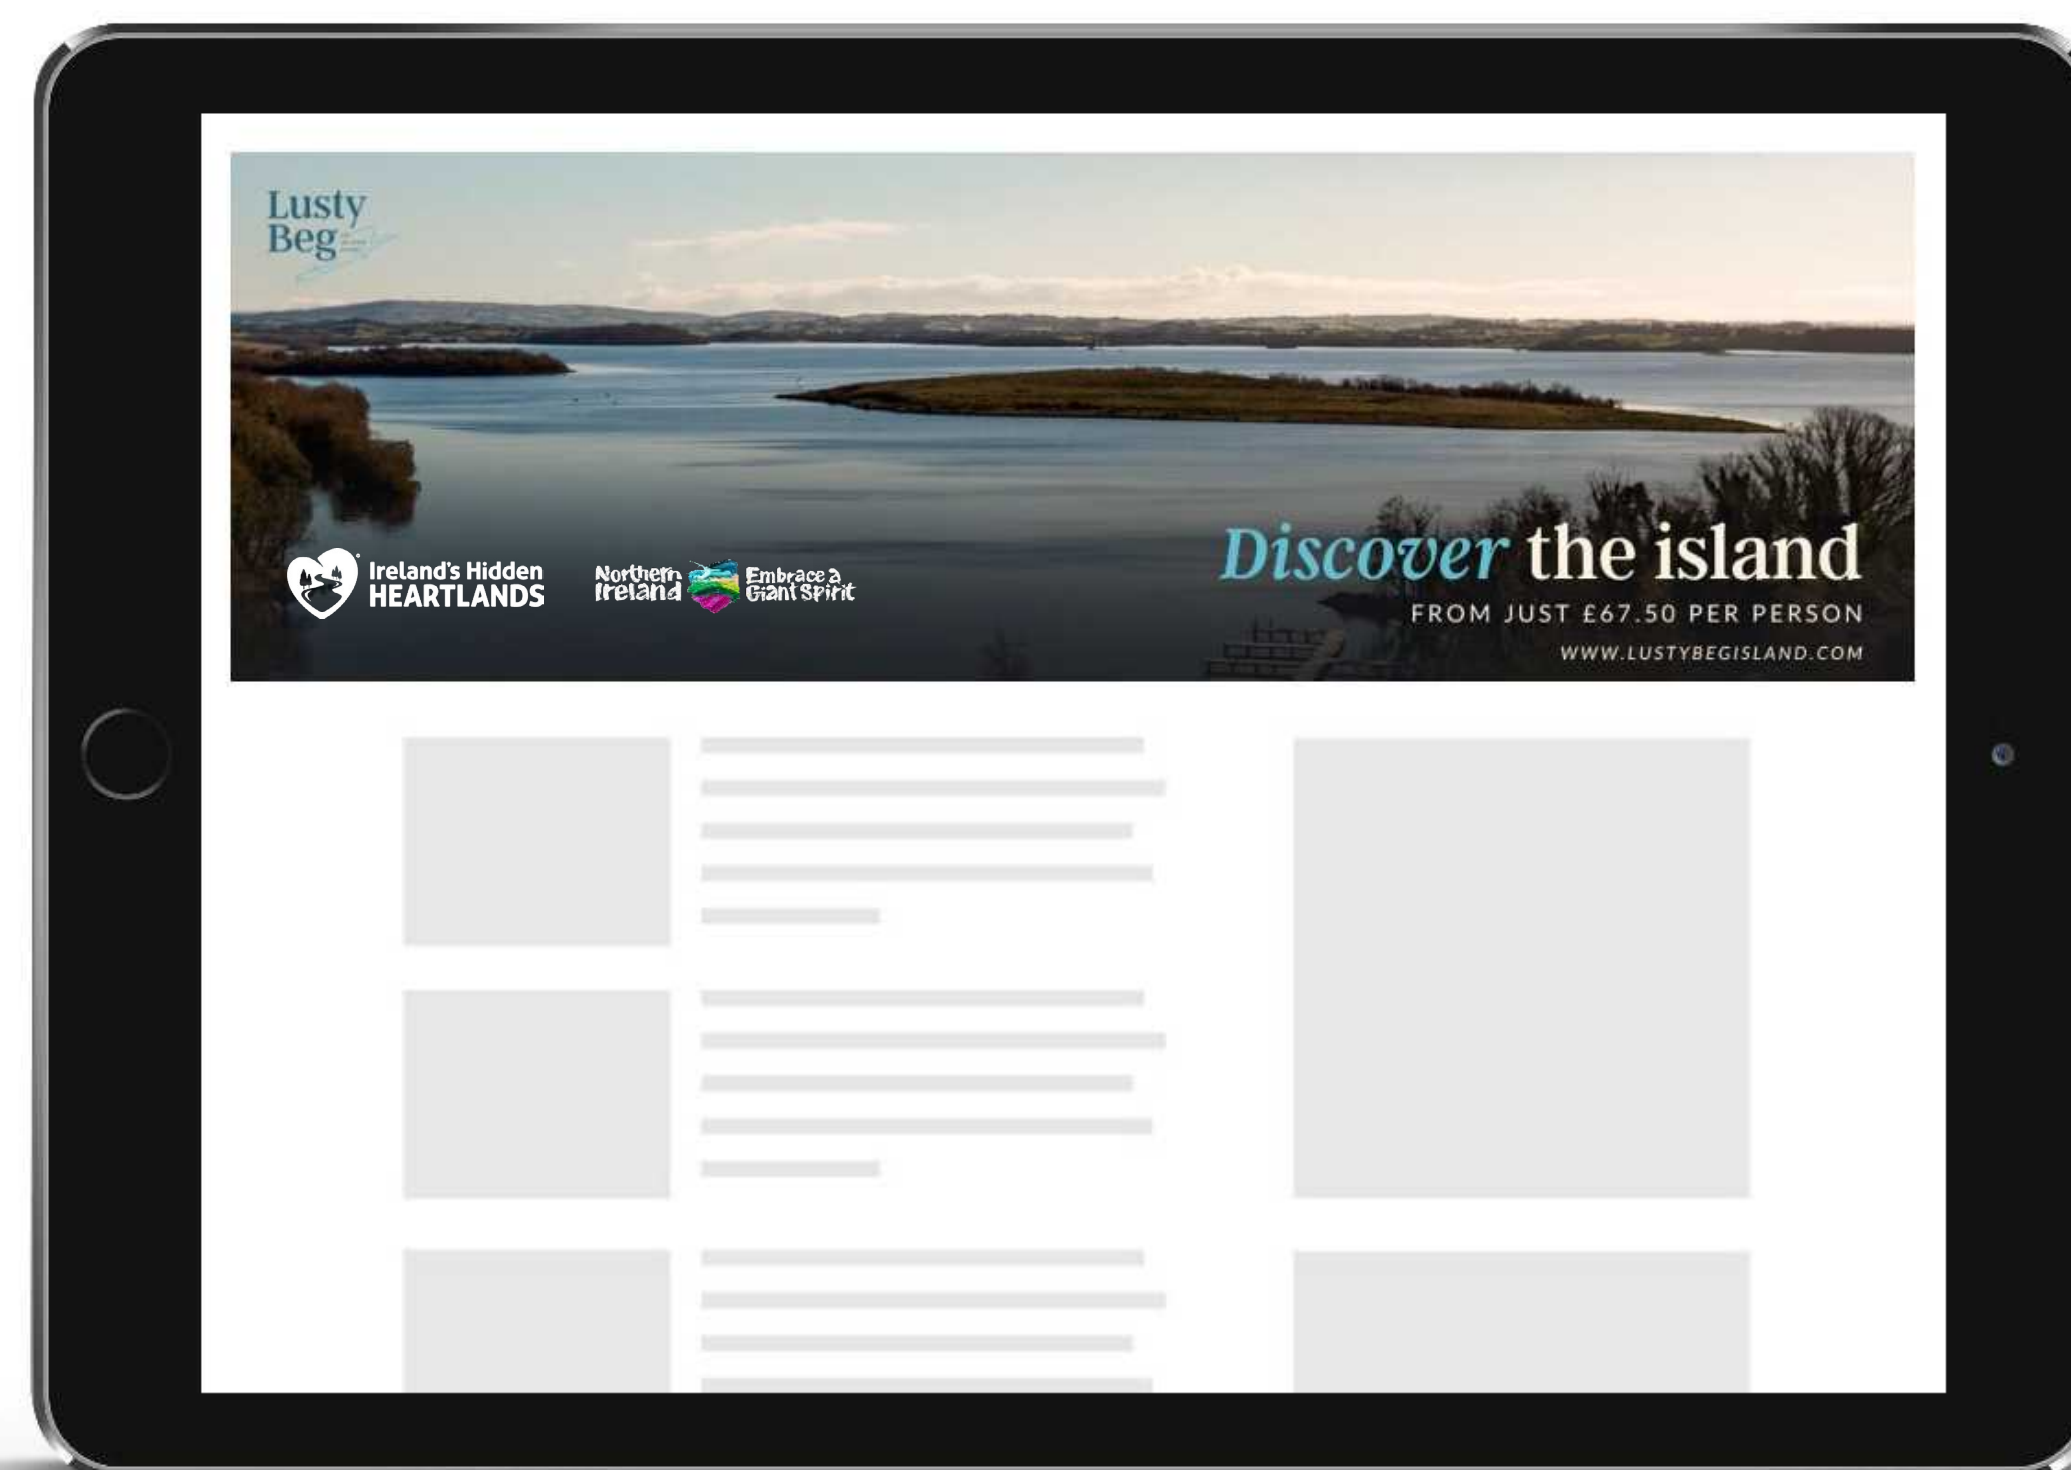 Lusty
Beg
Ireland's Hidden
HEARTLANDS
Northern
Ireland
Embrace a
Giant Spirit
Discover the island
FROM JUST £67.50 PER PERSON
WWW.LUSTYBEGISLAND.COM